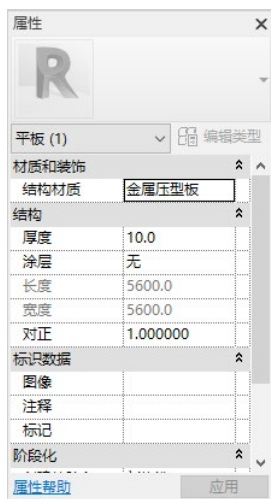 属性
R
平板 (1)
编辑类型
材质和装饰
结构材质 金属压型板
结构
厚度 10.0
涂层 无
长度 5600.0
宽度 5600.0
对正 1.000000
标识数据
图像
注释
标记
阶段化
属性帮助 应用